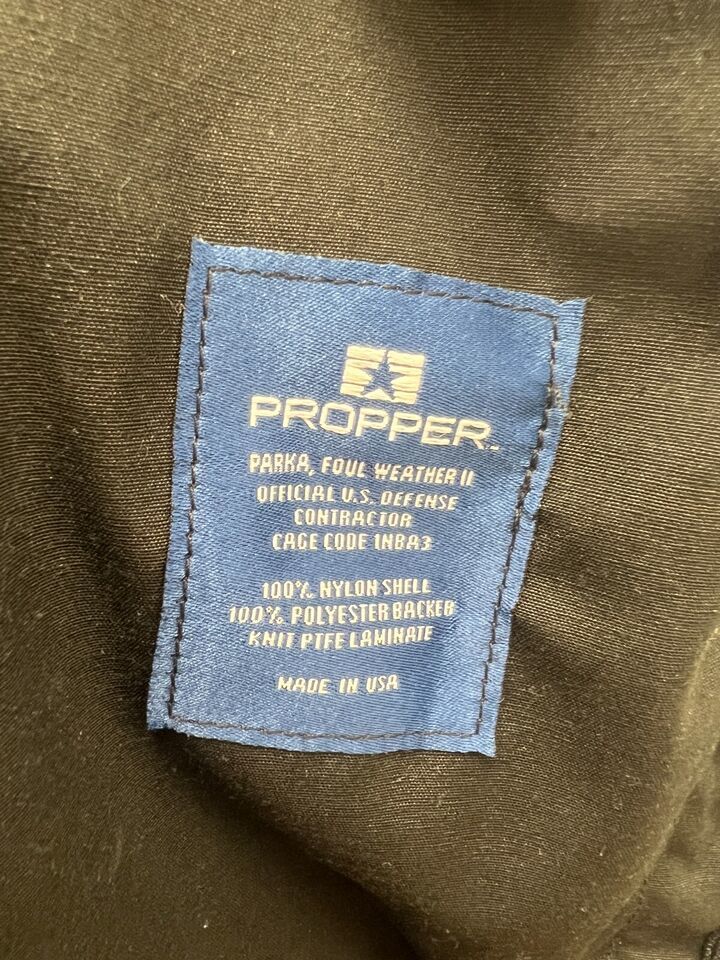 PROPPER™
PARKA, FOUL WEATHER II
OFFICIAL U.S. DEFENSE
CONTRACTOR
CAGE CODE 1NBA3
100% NYLON SHELL
100% POLYESTER BACKER
KNIT PTFE LAMINATE
MADE IN USA